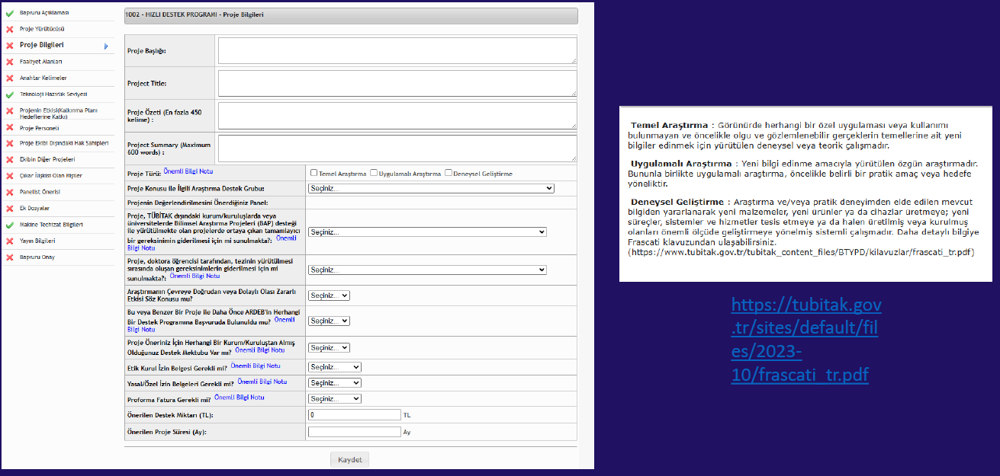 Başvuru Açıklaması
Proje Yürütücüsü
Proje Bilgileri
Faaliyet Alanları
Anahtar Kelimeler
Teknoloji Hazırlık Seviyesi
Projenin Etkisi(Kalkınma Planı
Hedeflerine Katkı)
Proje Personeli
Proje Ekibi Dışındaki Hak Sahipleri
Ekibin Diğer Projeleri
Çıkar İlişkisi Olan Kişiler
Panelist Önerisi
Ek Dosyalar
Makine Techizat Bilgileri
Yayın Bilgileri
Başvuru Onay
1002 - HIZLI DESTEK PROGRAMI - Proje Bilgileri
Proje Başlığı:
Project Title:
Proje Özeti (En fazla 450
kelime) :
Project Summary (Maximum
600 words) :
Proje Türü: Önemli Bilgi Notu
Temel Araştırma Uygulamalı Araştırma Deneysel Geliştirme
Proje Konusu ile İlgili Araştırma Destek Grubu:
Seçiniz...
Projenin Değerlendirilmesini Önerdiğiniz Panel:
Proje, TÜBİTAK dışındaki kurum/kuruluşlarda veya
üniversitelerde Bilimsel Araştırma Projeleri (BAP) desteği
ile yürütülmekte olan projelerde ortaya çıkan tamamlayıcı
bir gereksinimin giderilmesi için mi sunulmakta?: Önemli
Bilgi Notu
Seçiniz...
Proje, doktora öğrencisi tarafından, tezinin yürütülmesi
sırasında oluşan gereksinimlerin giderilmesi için mi
sunulmakta?: Önemli Bilgi Notu
Seçiniz...
Araştırmanın Çevreye Doğrudan veya Dolaylı Olası Zararlı
Etkisi Söz Konusu mu?
Seçiniz...
Bu veya Benzer Bir Proje ile Daha Önce ARDEB'in Herhangi
Bir Destek Programına Başvuruda Bulunuldu mu? Önemli
Bilgi Notu
Seçiniz...
Proje Öneriniz İçin Herhangi Bir Kurum/Kuruluştan Almış
Olduğunuz Destek Mektubu Var mı? Önemli Bilgi Notu
Seçiniz...
Etik Kurul İzin Belgesi Gerekli mi? Önemli Bilgi Notu
Seçiniz...
Yasal/Özel İzin Belgeleri Gerekli mi? Önemli Bilgi Notu
Seçiniz...
Proforma Fatura Gerekli mi? Önemli Bilgi Notu
Seçiniz...
Önerilen Destek Miktarı (TL):
0 TL
Önerilen Proje Süresi (Ay):
Ay
Kaydet
Temel Araştırma : Görünürde herhangi bir özel uygulaması veya kullanımı
bulunmayan ve öncelikle olgu ve gözlemlenebilir gerçeklerin temellerine ait yeni
bilgiler edinmek için yürütülen deneysel veya teorik çalışmadır.
Uygulamalı Araştırma : Yeni bilgi edinme amacıyla yürütülen özgün araştırmadır.
Bununla birlikte uygulamalı araştırma, öncelikle belirli bir pratik amaç veya hedefe
yöneliktir.
Deneysel Geliştirme : Araştırma ve/veya pratik deneyimden elde edilen mevcut
bilgiden yararlanarak yeni malzemeler, yeni ürünler ya da cihazlar üretmeye; yeni
süreçler, sistemler ve hizmetler tesis etmeye ya da halen üretilmiş veya kurulmuş
olanları önemli ölçüde geliştirmeye yönelmiş sistemli çalışmadır. Daha detaylı bilgiye
Frascati klavuzundan ulaşabilirsiniz.
(https://www.tubitak.gov.tr/tubitak_content_files/BTYPD/kilavuzlar/frascati_tr.pdf)
https://tubitak.gov
.tr/sites/default/fil
es/2023-
10/frascati_tr.pdf